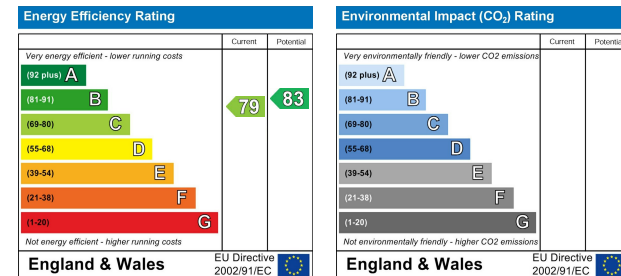 Energy Efficiency Rating
Current Potential
Very energy efficient - lower running costs
(92 plus) A
(81-91) B
(69-80) C
(55-68) D
(39-54) E
(21-38) F
(1-20) G
79
83
Not energy efficient - higher running costs
England & Wales
EU Directive
2002/91/EC
Environmental Impact (CO₂) Rating
Current Potentia
Very environmentally friendly - lower CO2 emissions
(92 plus) A
(81-91) B
(69-80) C
(55-68) D
(39-54) E
(21-38) F
(1-20) G
Not environmentally friendly - higher CO2 emissions
England & Wales
EU Directive
2002/91/EC